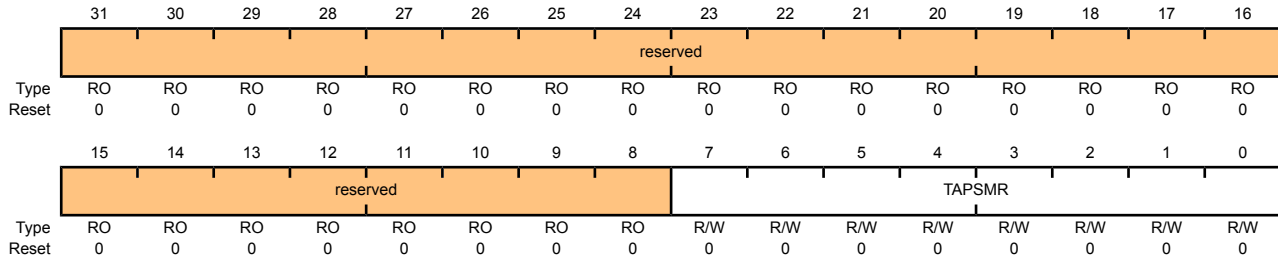 31 30 29 28 27 26 25 24 23 22 21 20 19 18 17 16
reserved
Type RO RO RO RO RO RO RO RO RO RO RO RO RO RO RO RO
Reset 0 0 0 0 0 0 0 0 0 0 0 0 0 0 0 0
15 14 13 12 11 10 9 8 7 6 5 4 3 2 1 0
reserved TAPSMR
Type RO RO RO RO RO RO RO RO R/W R/W R/W R/W R/W R/W R/W R/W
Reset 0 0 0 0 0 0 0 0 0 0 0 0 0 0 0 0